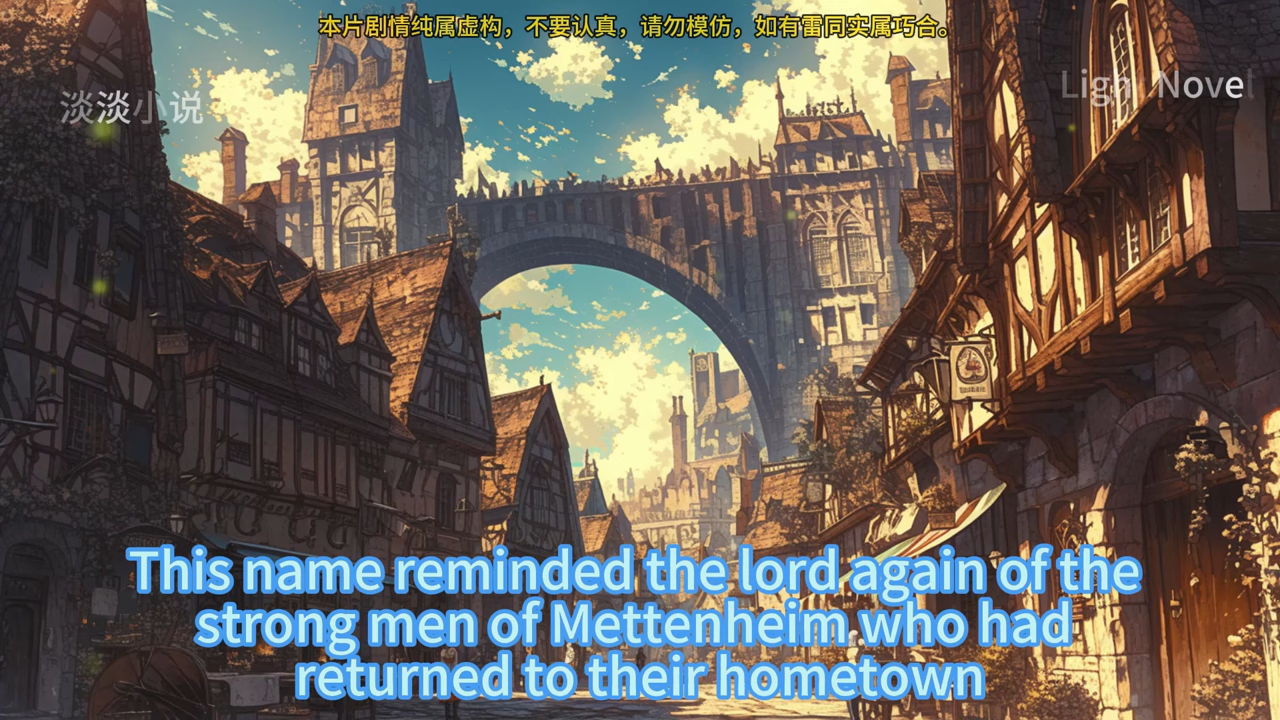 本片剧情纯属虚构，不要认真，请勿模仿，如有雷同实属巧合。
淡淡小说
Light Novel
This name reminded the lord again of the
strong men of Mettenheim who had
returned to their hometown